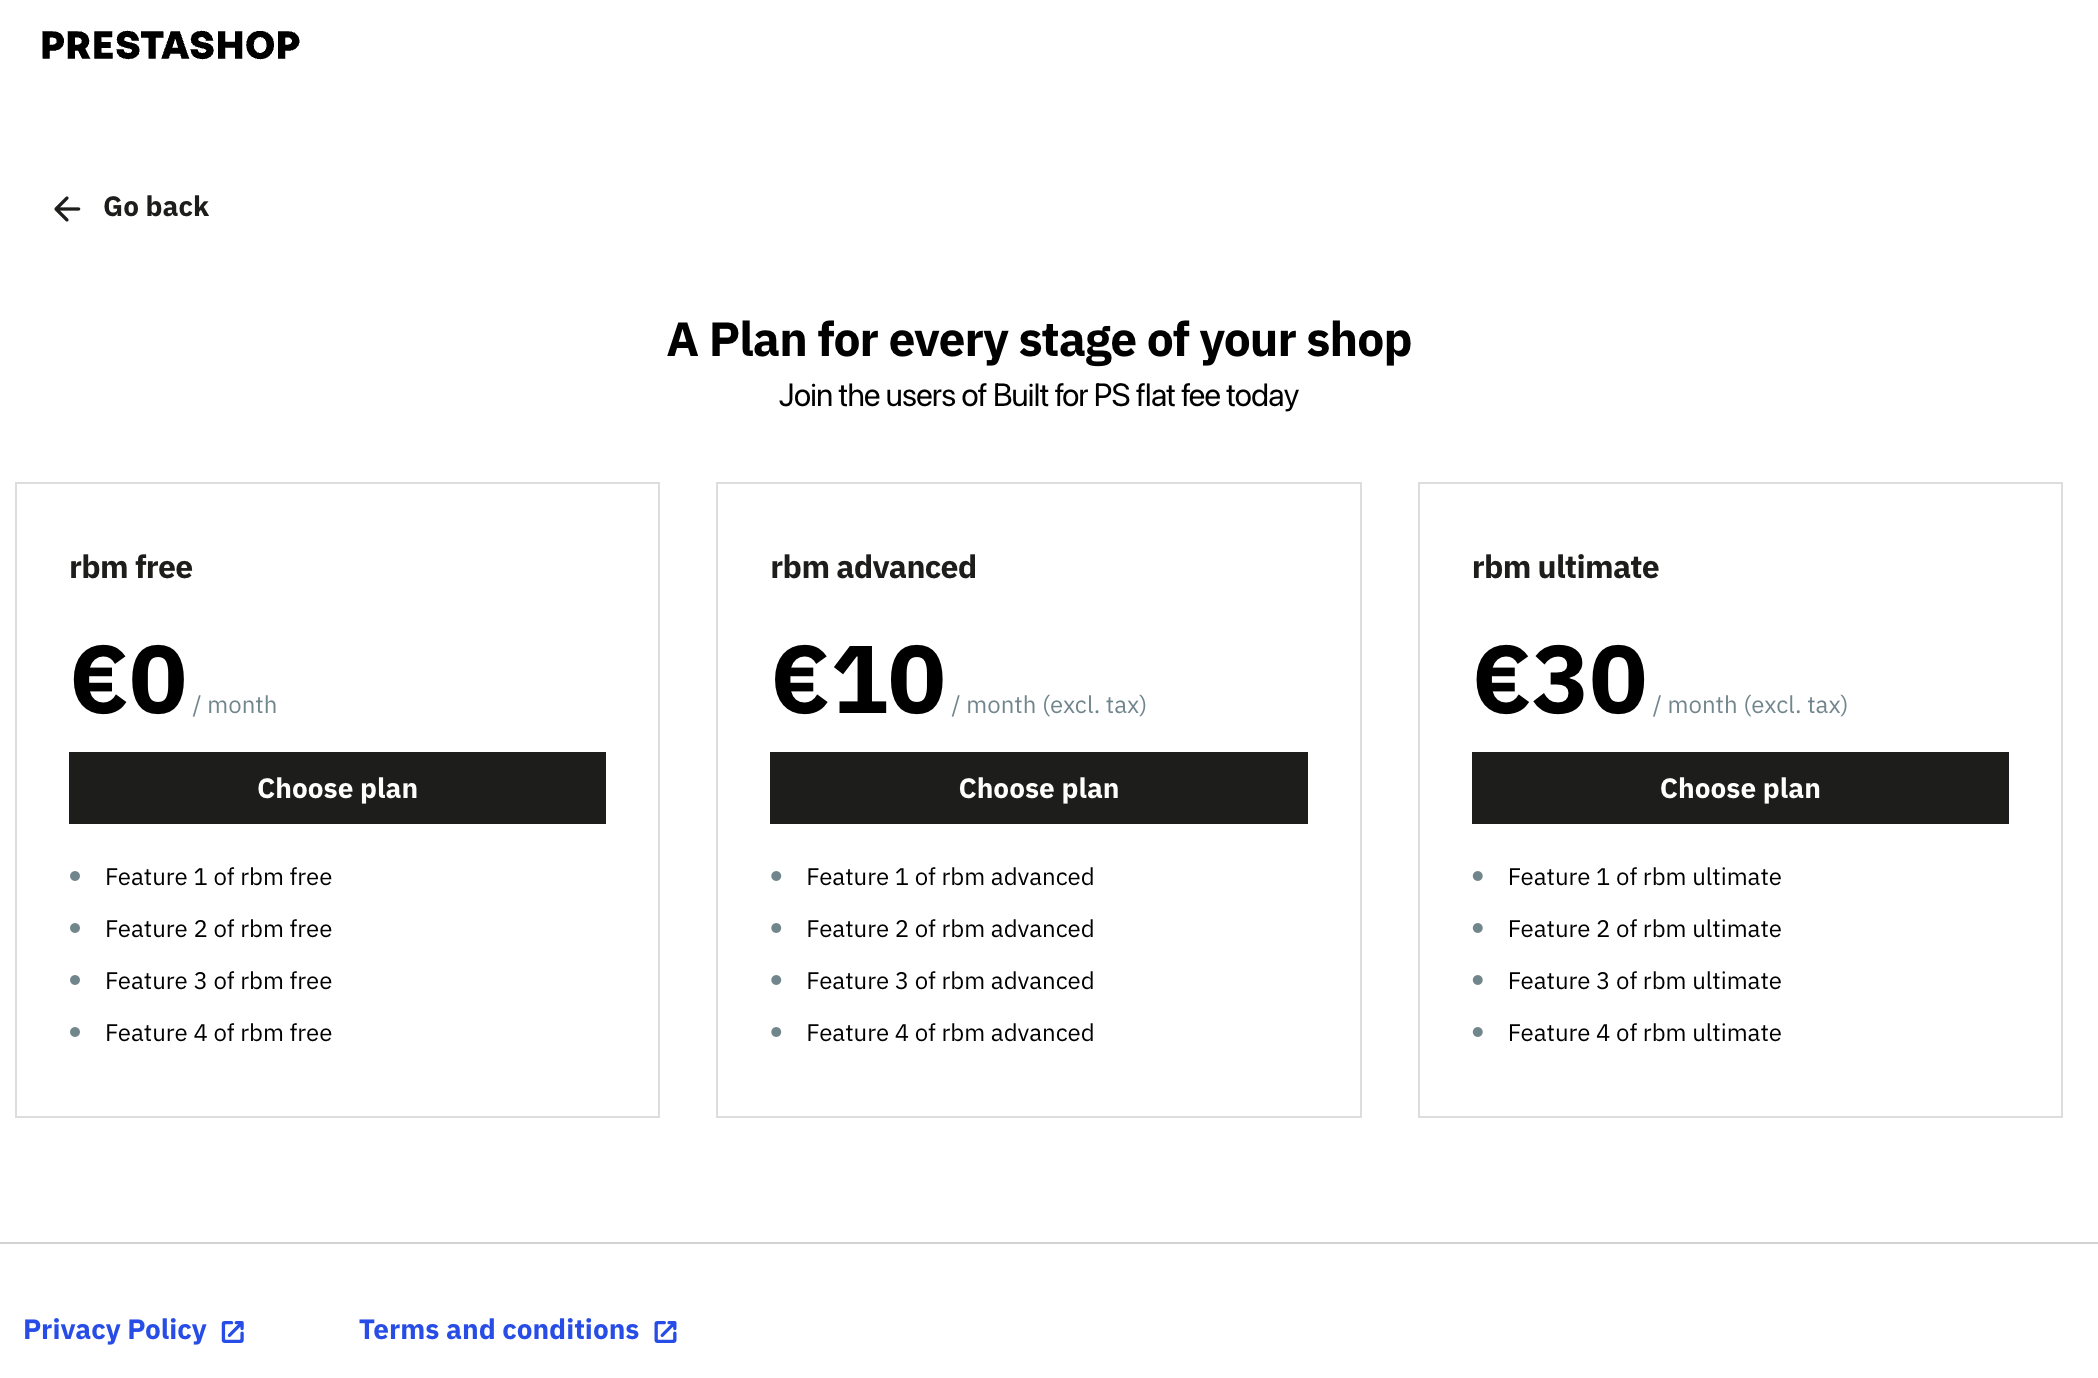 PRESTASHOP
Go back
A Plan for every stage of your shop
Join the users of Built for PS flat fee today
rbm free
€0 / month
Choose plan
Feature 1 of rbm free
Feature 2 of rbm free
Feature 3 of rbm free
Feature 4 of rbm free
rbm advanced
€10 / month (excl. tax)
Choose plan
Feature 1 of rbm advanced
Feature 2 of rbm advanced
Feature 3 of rbm advanced
Feature 4 of rbm advanced
rbm ultimate
€30 / month (excl. tax)
Choose plan
Feature 1 of rbm ultimate
Feature 2 of rbm ultimate
Feature 3 of rbm ultimate
Feature 4 of rbm ultimate
Privacy Policy
Terms and conditions